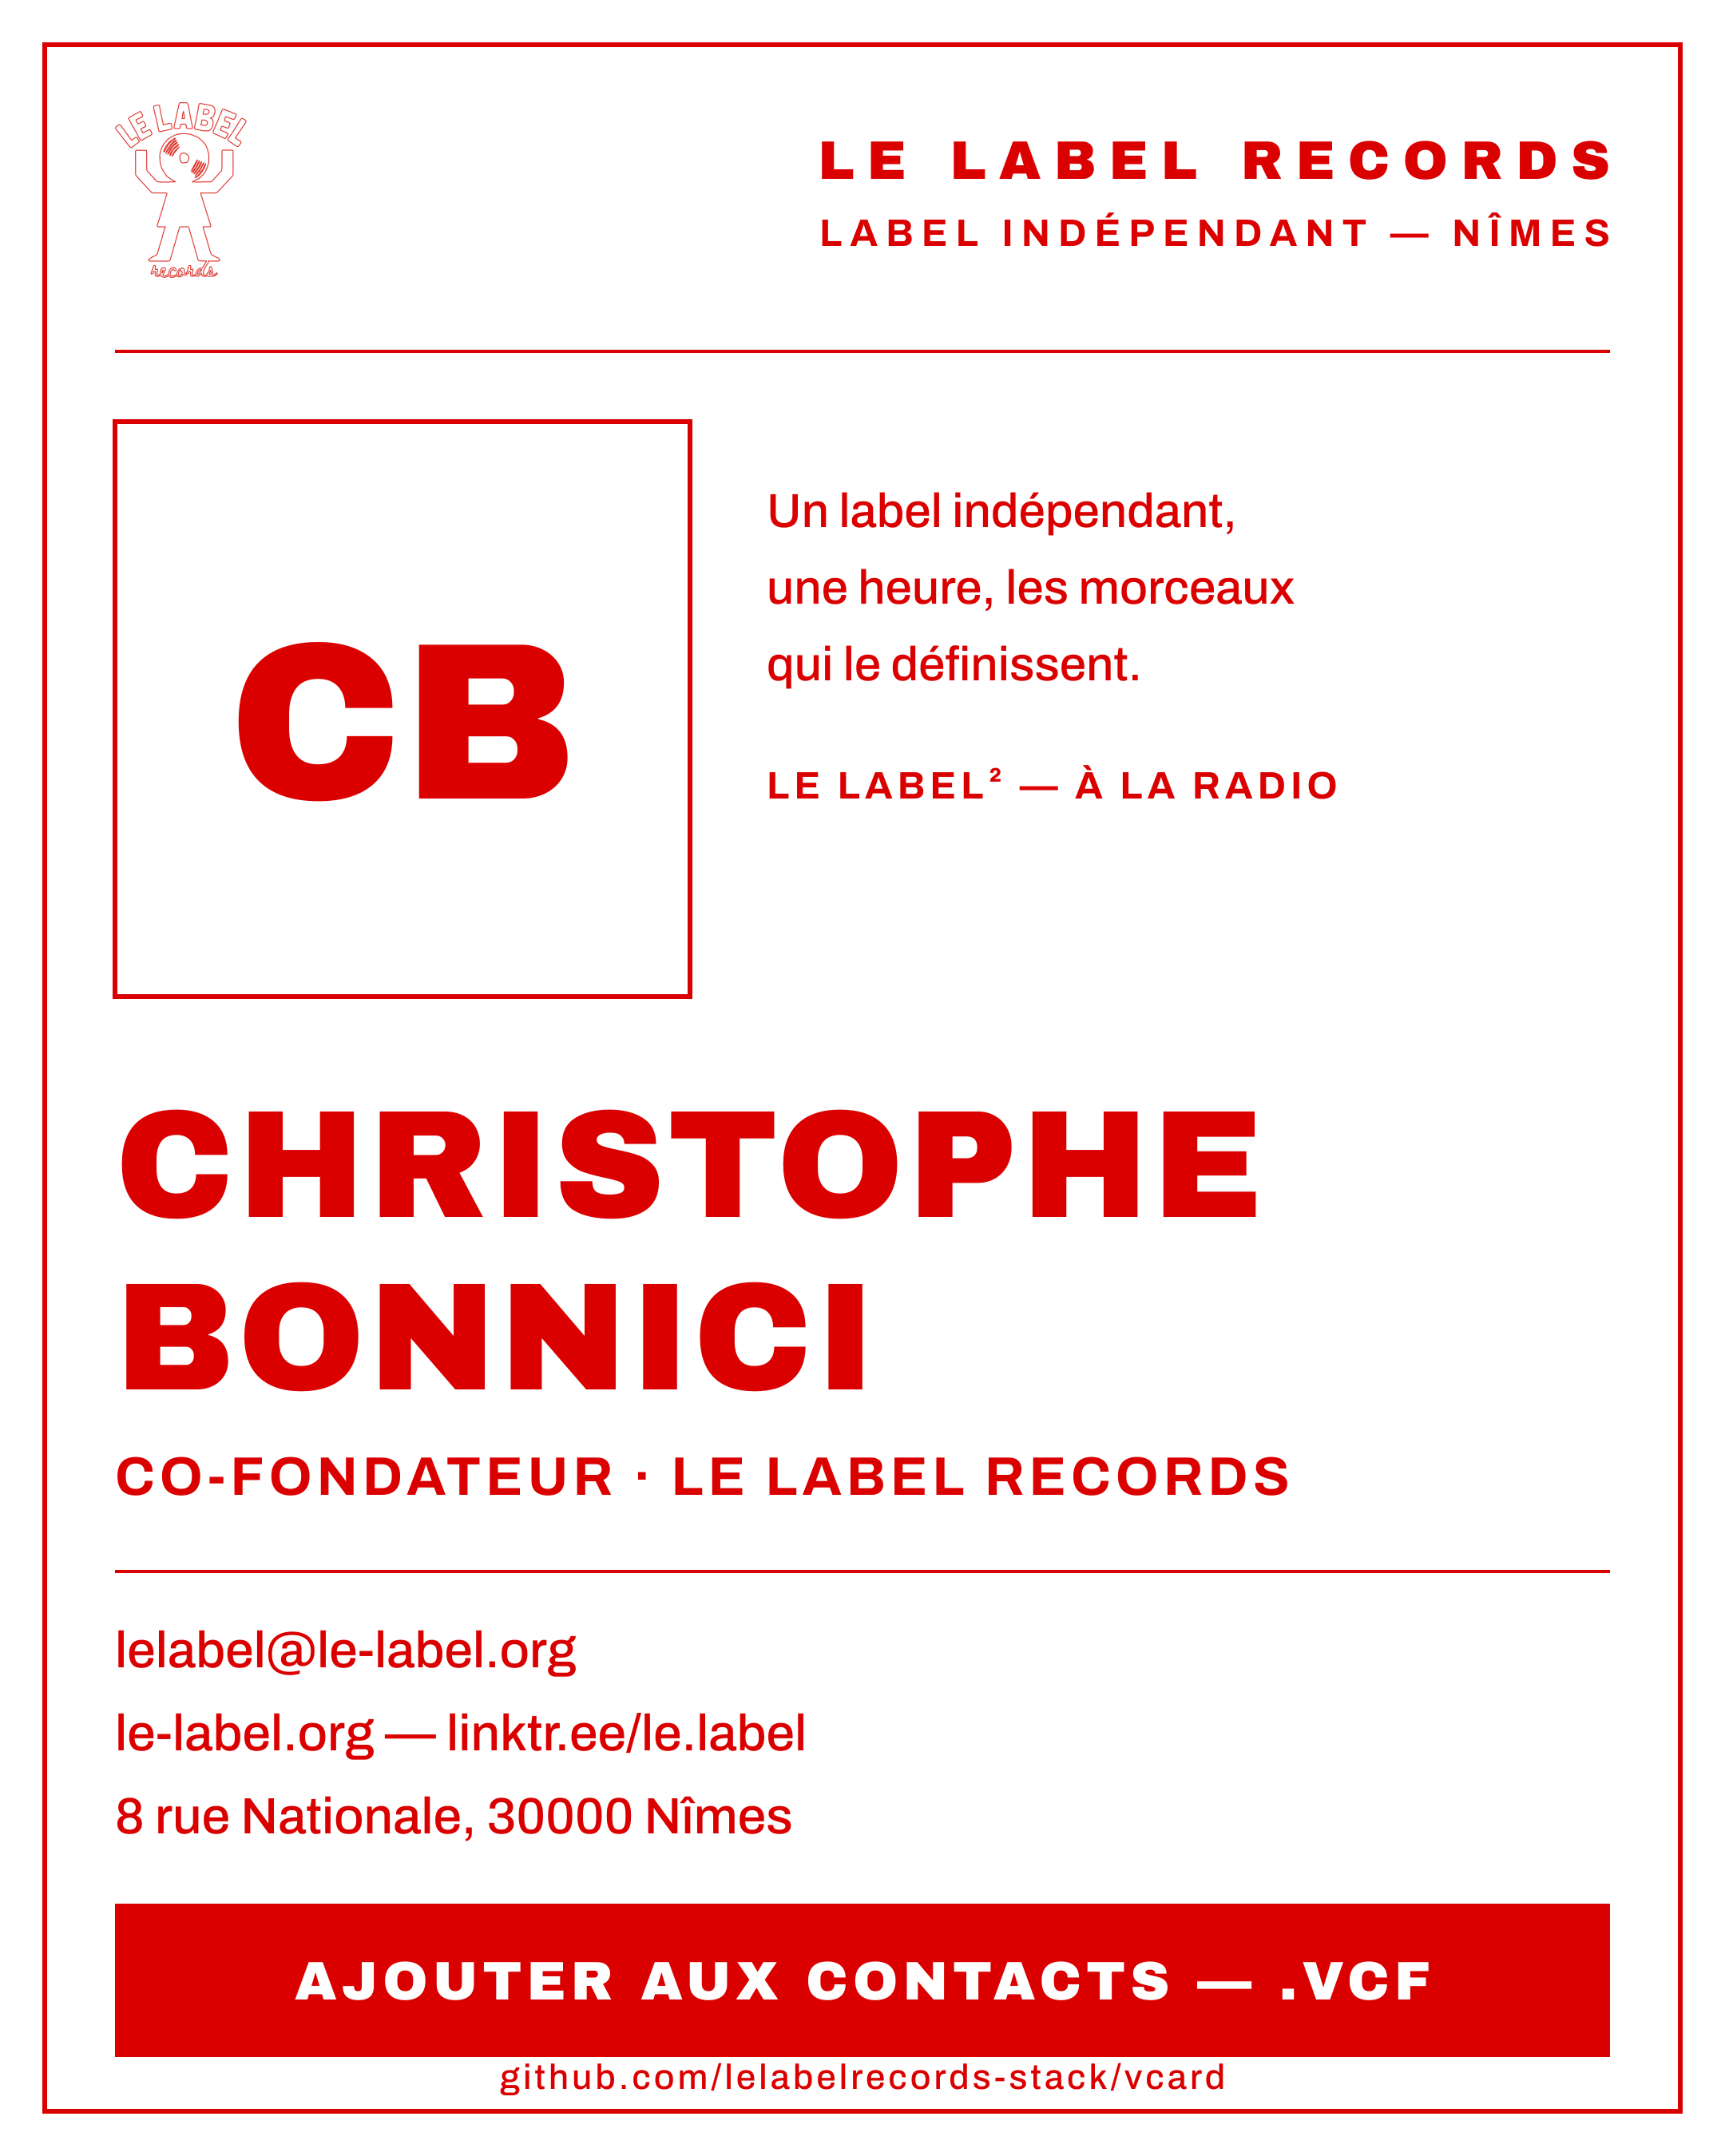 LE LABEL
records
LE LABEL RECORDS
LABEL INDÉPENDANT — NÎMES
CB
Un label indépendant,
une heure, les morceaux
qui le définissent.
LE LABEL² — À LA RADIO
CHRISTOPHE
BONNICI
CO-FONDATEUR · LE LABEL RECORDS
lelabel@le-label.org
le-label.org — linktr.ee/le.label
8 rue Nationale, 30000 Nîmes
AJOUTER AUX CONTACTS — .VCF
github.com/lelabelrecords-stack/vcard